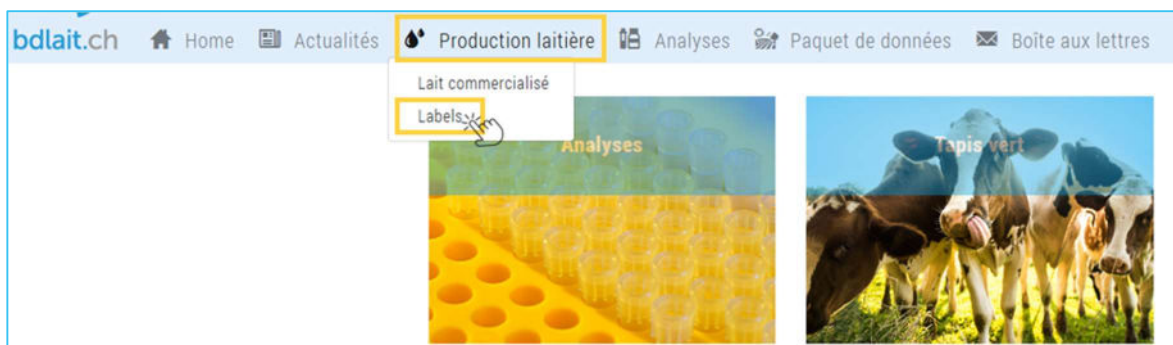 bdlait.ch Home Actualités Production laitière Analyses Paquet de données Boîte aux lettres
Lait commercialisé
Labels
Analyses
Tapis vert